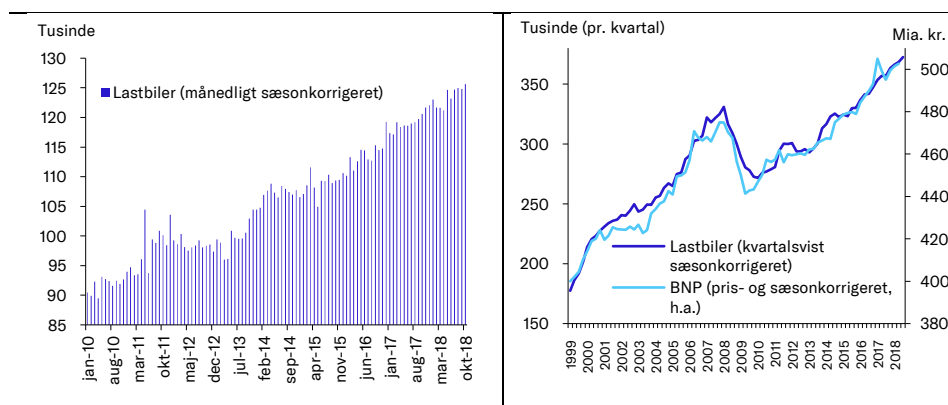 Tusinde
130
125
120
115
110
105
100
95
90
85
Lastbiler (månedligt sæsonkorrigeret)
jan-10
aug-10
mar-11
okt-11
maj-12
dec-12
jul-13
feb-14
sep-14
apr-15
nov-15
jun-16
jan-17
aug-17
mar-18
okt-18
Tusinde (pr. kvartal)
Mia. kr.
350
300
250
200
150
500
480
460
440
420
400
380
Lastbiler (kvartalsvist
sæsonkorrigeret)
BNP (pris- og sæsonkorrigeret,
h.a.)
1999
2000
2001
2002
2003
2004
2005
2006
2007
2008
2009
2010
2011
2012
2013
2014
2015
2016
2017
2018